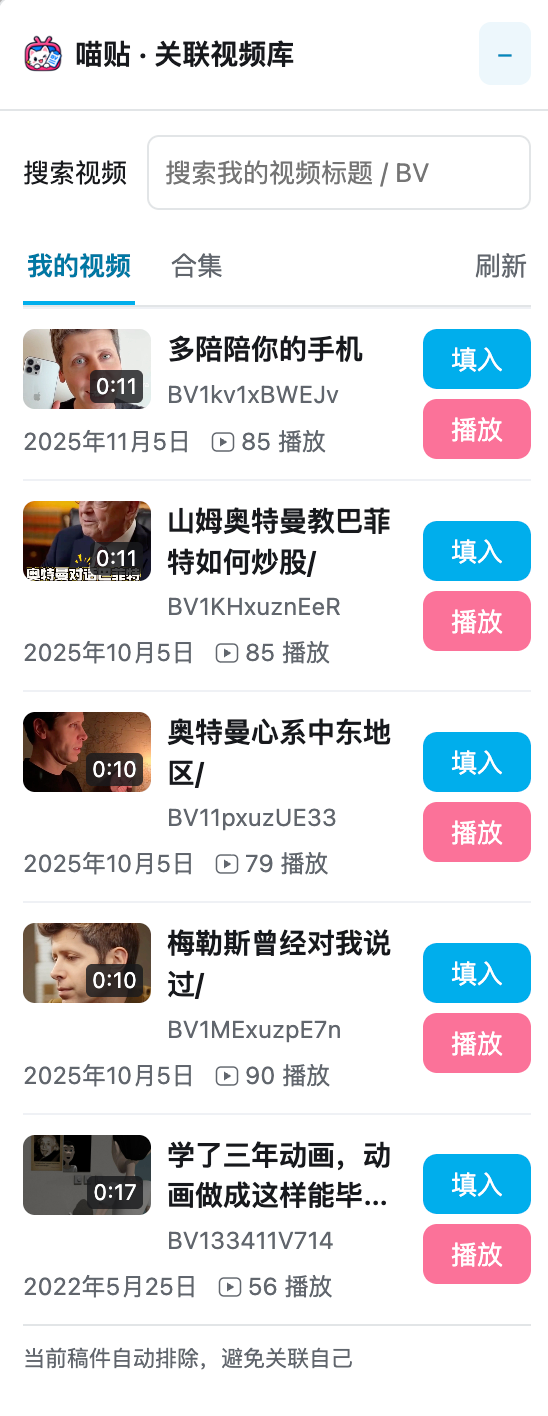 喵贴 · 关联视频库
−
搜索视频
搜索我的视频标题 / BV
我的视频
合集
刷新
0:11
多陪陪你的手机
BV1kv1xBWEJv
2025年11月5日
85 播放
填入
播放
0:11
奥特曼对话巴菲特
山姆奥特曼教巴菲
特如何炒股/
BV1KHxuznEeR
2025年10月5日
85 播放
填入
播放
0:10
奥特曼心系中东地
区/
BV11pxuzUE33
2025年10月5日
79 播放
填入
播放
0:10
梅勒斯曾经对我说
过/
BV1MExuzpE7n
2025年10月5日
90 播放
填入
播放
0:17
学了三年动画，动
画做成这样能毕...
BV133411V714
2022年5月25日
56 播放
填入
播放
当前稿件自动排除，避免关联自己